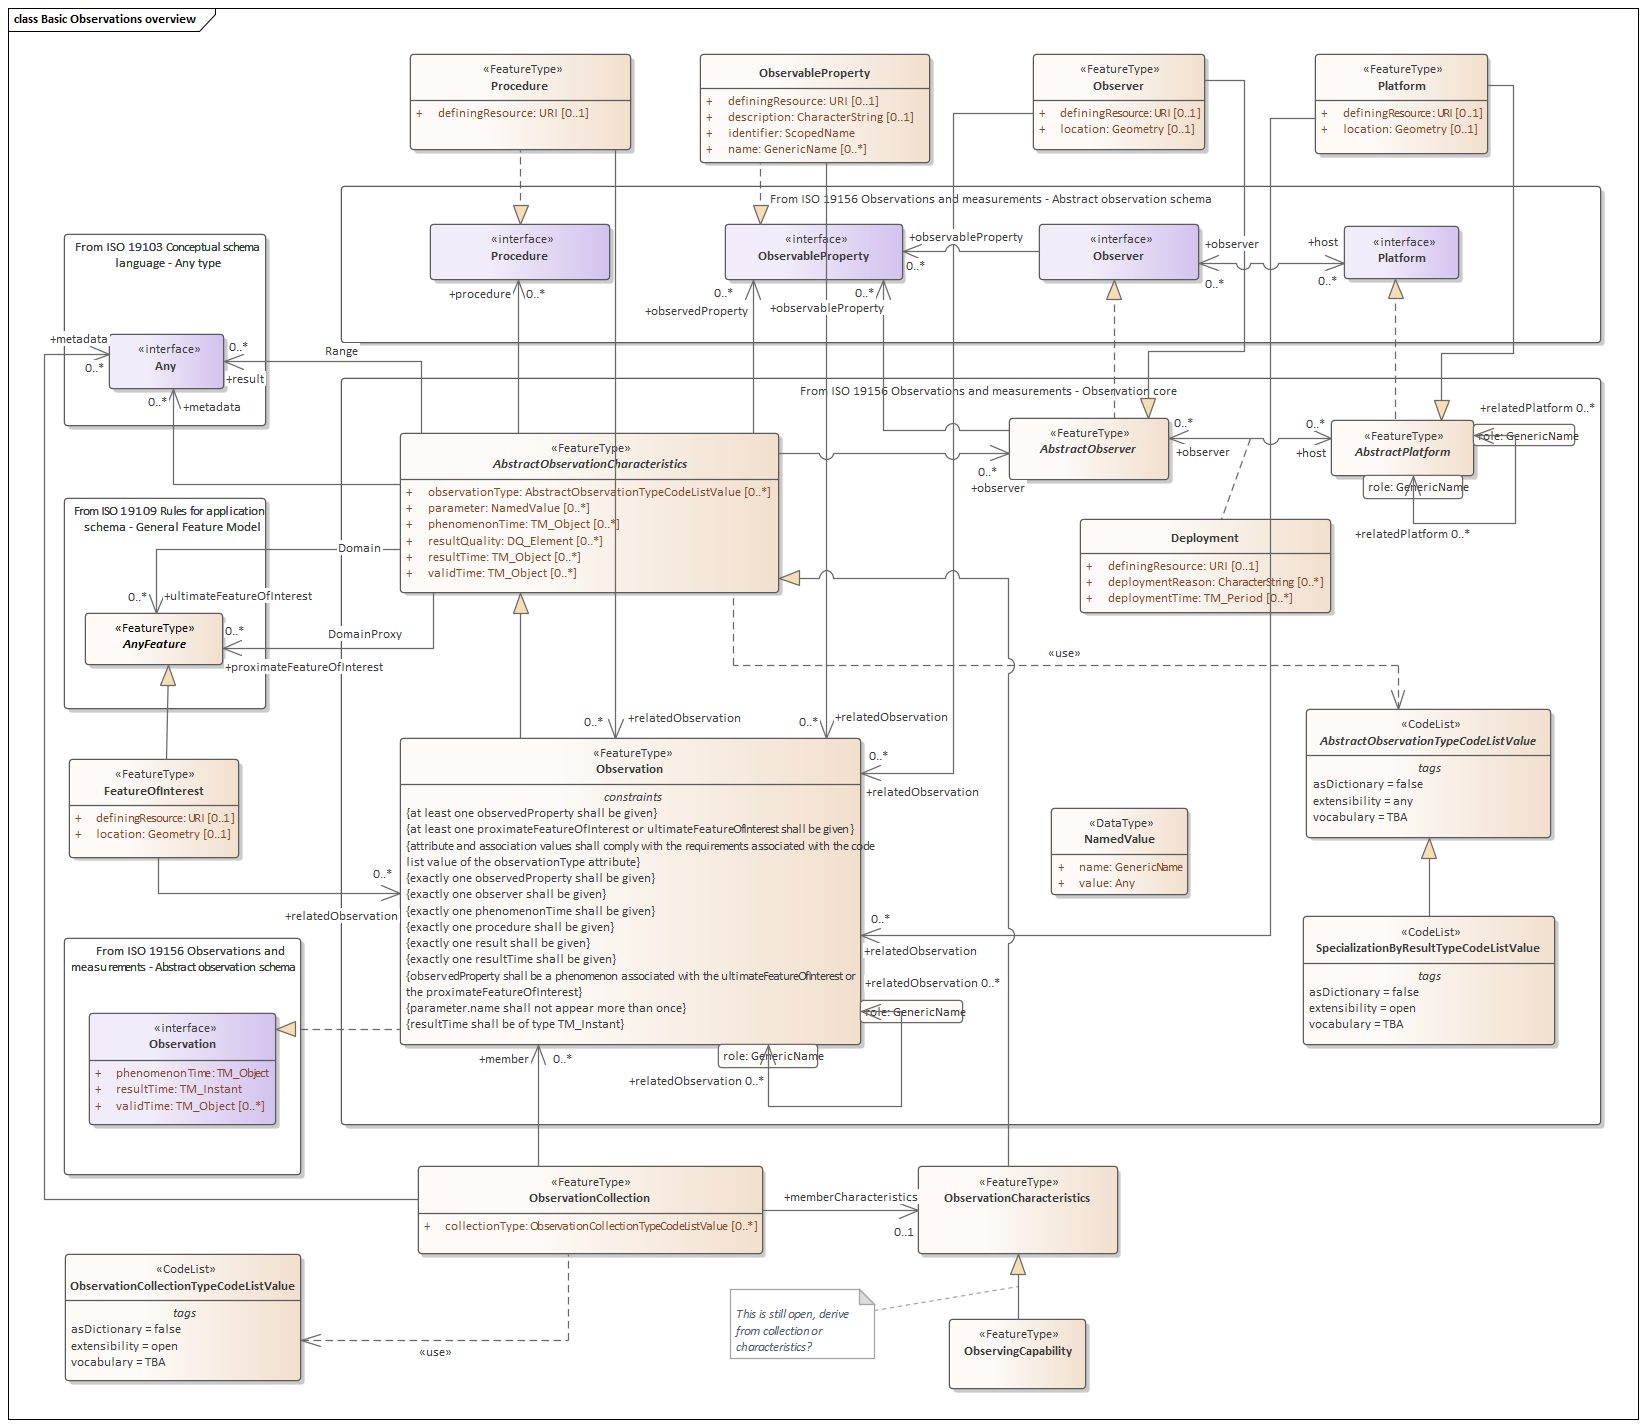 class Basic Observations overview
«FeatureType»
Procedure
+ definingResource: URI [0..1]
ObservableProperty
+ definingResource: URI [0..1]
+ description: CharacterString [0..1]
+ identifier: ScopedName
+ name: GenericName [0..*]
«FeatureType»
Observer
+ definingResource: URI [0..1]
+ location: Geometry [0..1]
«FeatureType»
Platform
+ definingResource: URI [0..1]
+ location: Geometry [0..1]
From ISO 19156 Observations and measurements - Abstract observation schema
«interface»
Procedure
+procedure
0..*
«interface»
ObservableProperty
+observableProperty
0..*
0..*
+observedProperty
0..*
+observableProperty
«interface»
Observer
+observer
0..*
+host
0..*
«interface»
Platform
From ISO 19103 Conceptual schema
language - Any type
+metadata
0..*
«interface»
Any
0..*
+result
Range
0..*
+metadata
From ISO 19156 Observations and measurements - Observation core
«FeatureType»
AbstractObservationCharacteristics
+ observationType: AbstractObservationTypeCodeListValue [0..*]
+ parameter: NamedValue [0..*]
+ phenomenonTime: TM_Object [0..*]
+ resultQuality: DQ_Element [0..*]
+ resultTime: TM_Object [0..*]
+ validTime: TM_Object [0..*]
«FeatureType»
AbstractObserver
0..*
+observer
0..*
+observer
0..*
+host
«FeatureType»
AbstractPlatform
+relatedPlatform 0..*
role: GenericName
role: GenericName
+relatedPlatform 0..*
Deployment
+ definingResource: URI [0..1]
+ deploymentReason: CharacterString [0..*]
+ deploymentTime: TM_Period [0..*]
From ISO 19109 Rules for application
schema - General Feature Model
Domain
0..*
+ultimateFeatureOfInterest
«FeatureType»
AnyFeature
0..*
+proximateFeatureOfInterest
DomainProxy
«use»
0..*
+relatedObservation
0..*
+relatedObservation
«FeatureType»
FeatureOfInterest
+ definingResource: URI [0..1]
+ location: Geometry [0..1]
0..*
+relatedObservation
«FeatureType»
Observation
constraints
{at least one observedProperty shall be given}
{at least one proximateFeatureOfInterest or ultimateFeatureOfInterest shall be given}
{attribute and association values shall comply with the requirements associated with the code
list value of the observationType attribute}
{exactly one observedProperty shall be given}
{exactly one observer shall be given}
{exactly one phenomenonTime shall be given}
{exactly one procedure shall be given}
{exactly one result shall be given}
{exactly one resultTime shall be given}
{observedProperty shall be a phenomenon associated with the ultimateFeatureOfInterest or
the proximateFeatureOfInterest}
{parameter.name shall not appear more than once}
{resultTime shall be of type TM_Instant}
0..*
+relatedObservation
0..*
+relatedObservation
+relatedObservation 0..*
role: GenericName
role: GenericName
+relatedObservation 0..*
+member
0..*
«DataType»
NamedValue
+ name: GenericName
+ value: Any
«CodeList»
AbstractObservationTypeCodeListValue
tags
asDictionary = false
extensibility = any
vocabulary = TBA
«CodeList»
SpecializationByResultTypeCodeListValue
tags
asDictionary = false
extensibility = open
vocabulary = TBA
From ISO 19156 Observations and
measurements - Abstract observation schema
«interface»
Observation
+ phenomenonTime: TM_Object
+ resultTime: TM_Instant
+ validTime: TM_Object [0..*]
«FeatureType»
ObservationCollection
+ collectionType: ObservationCollectionTypeCodeListValue [0..*]
+memberCharacteristics
0..1
«FeatureType»
ObservationCharacteristics
«CodeList»
ObservationCollectionTypeCodeListValue
tags
asDictionary = false
extensibility = open
vocabulary = TBA
«use»
This is still open, derive
from collection or
characteristics?
«FeatureType»
ObservingCapability